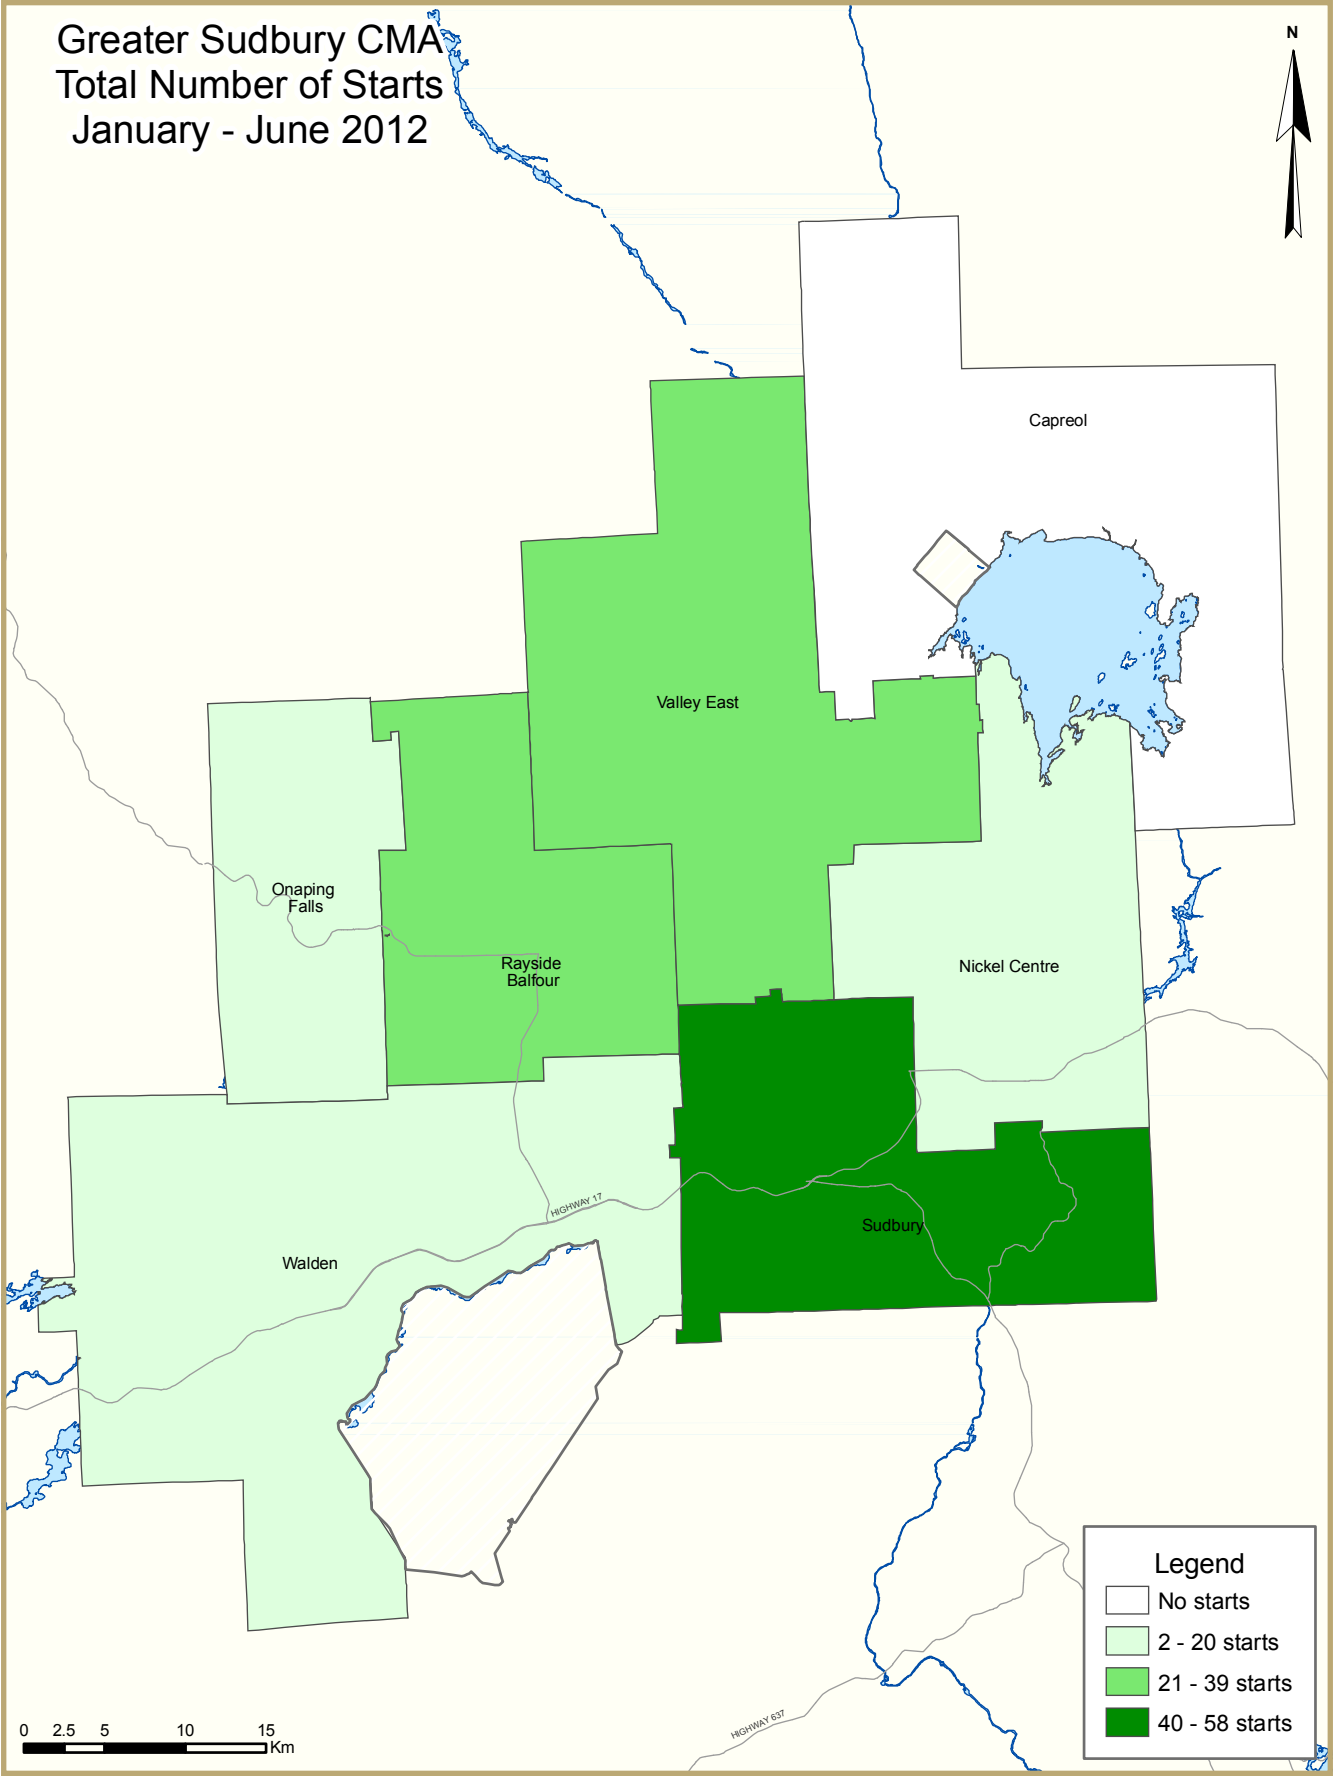 Greater Sudbury CMA
Total Number of Starts
January - June 2012
N
Capreol
Valley East
Onaping
Falls
Rayside
Balfour
Nickel Centre
HIGHWAY 17
Sudbury
Walden
HIGHWAY 637
Legend
No starts
2 - 20 starts
21 - 39 starts
40 - 58 starts
0 2.5 5 10 15
Km